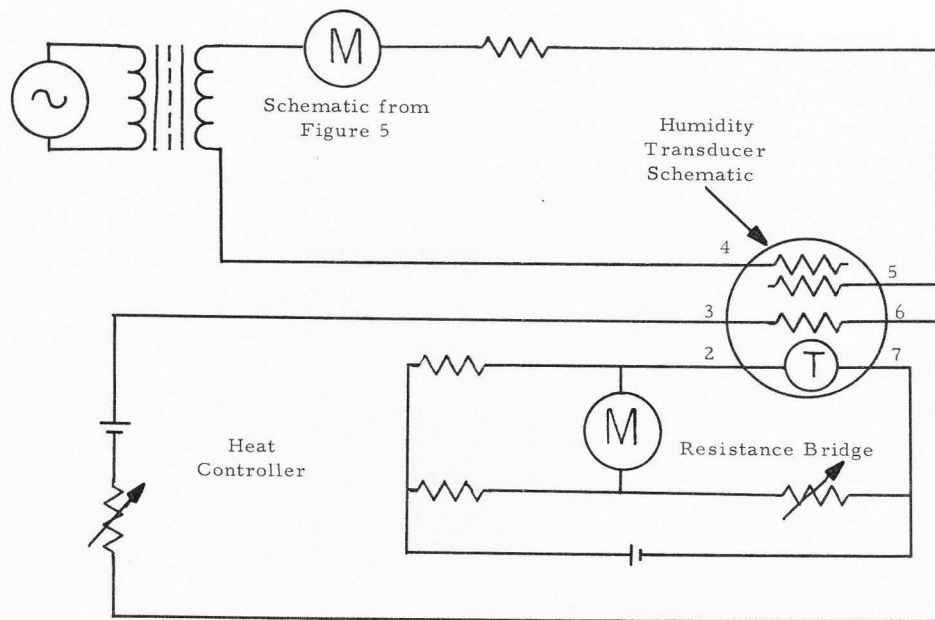 M
Schematic from
Figure 5
Humidity
Transducer
Schematic
4
5
3
6
2
T
7
M
Heat
Controller
Resistance Bridge